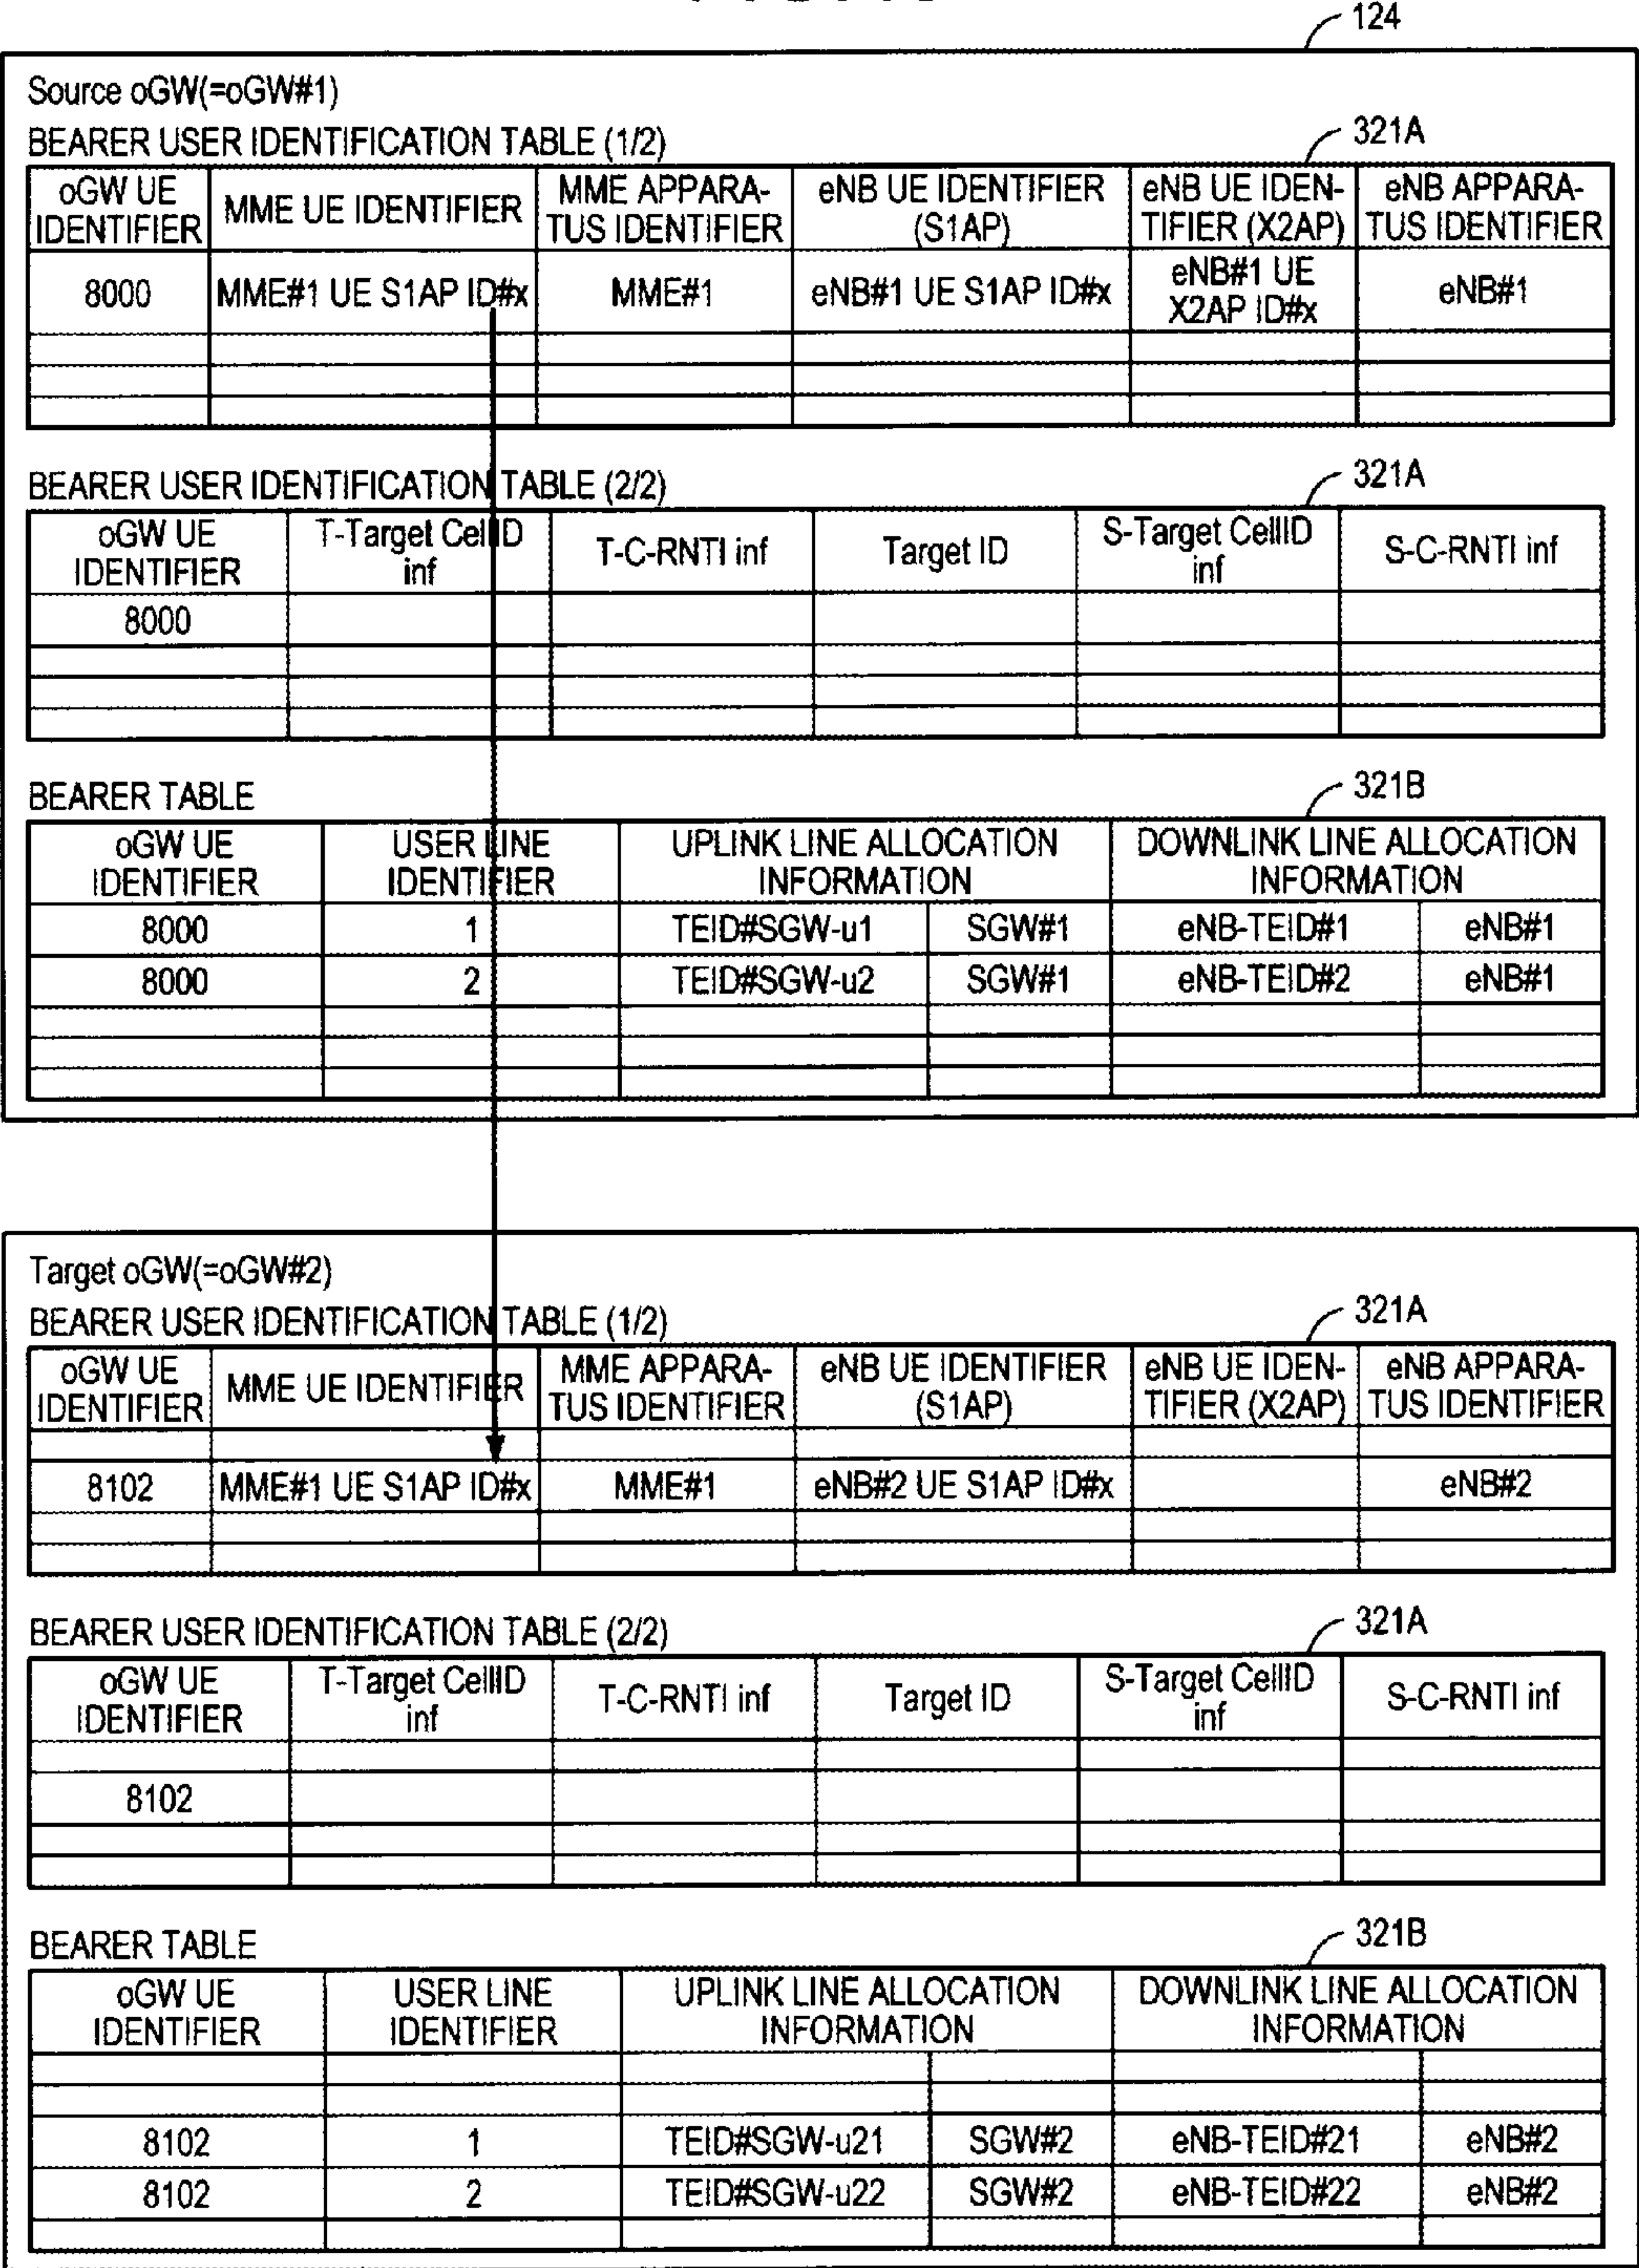 124
Source oGW(=oGW#1)
BEARER USER IDENTIFICATION TABLE (1/2)
321A
oGW UE IDENTIFIER | MME UE IDENTIFIER | MME APPARA-TUS IDENTIFIER | eNB UE IDENTIFIER (S1AP) | eNB UE IDEN-TIFIER (X2AP) | eNB APPARA-TUS IDENTIFIER
8000 | MME#1 UE S1AP ID#x | MME#1 | eNB#1 UE S1AP ID#x | eNB#1 UE X2AP ID#x | eNB#1
BEARER USER IDENTIFICATION TABLE (2/2)
321A
oGW UE IDENTIFIER | T-Target CellID inf | T-C-RNTI inf | Target ID | S-Target CellID inf | S-C-RNTI inf
8000
BEARER TABLE
321B
oGW UE IDENTIFIER | USER LINE IDENTIFIER | UPLINK LINE ALLOCATION INFORMATION | DOWNLINK LINE ALLOCATION INFORMATION
8000 | 1 | TEID#SGW-u1 | SGW#1 | eNB-TEID#1 | eNB#1
8000 | 2 | TEID#SGW-u2 | SGW#1 | eNB-TEID#2 | eNB#1
Target oGW(=oGW#2)
BEARER USER IDENTIFICATION TABLE (1/2)
321A
oGW UE IDENTIFIER | MME UE IDENTIFIER | MME APPARA-TUS IDENTIFIER | eNB UE IDENTIFIER (S1AP) | eNB UE IDEN-TIFIER (X2AP) | eNB APPARA-TUS IDENTIFIER
8102 | MME#1 UE S1AP ID#x | MME#1 | eNB#2 UE S1AP ID#x | | eNB#2
BEARER USER IDENTIFICATION TABLE (2/2)
321A
oGW UE IDENTIFIER | T-Target CellID inf | T-C-RNTI inf | Target ID | S-Target CellID inf | S-C-RNTI inf
8102
BEARER TABLE
321B
oGW UE IDENTIFIER | USER LINE IDENTIFIER | UPLINK LINE ALLOCATION INFORMATION | DOWNLINK LINE ALLOCATION INFORMATION
8102 | 1 | TEID#SGW-u21 | SGW#2 | eNB-TEID#21 | eNB#2
8102 | 2 | TEID#SGW-u22 | SGW#2 | eNB-TEID#22 | eNB#2